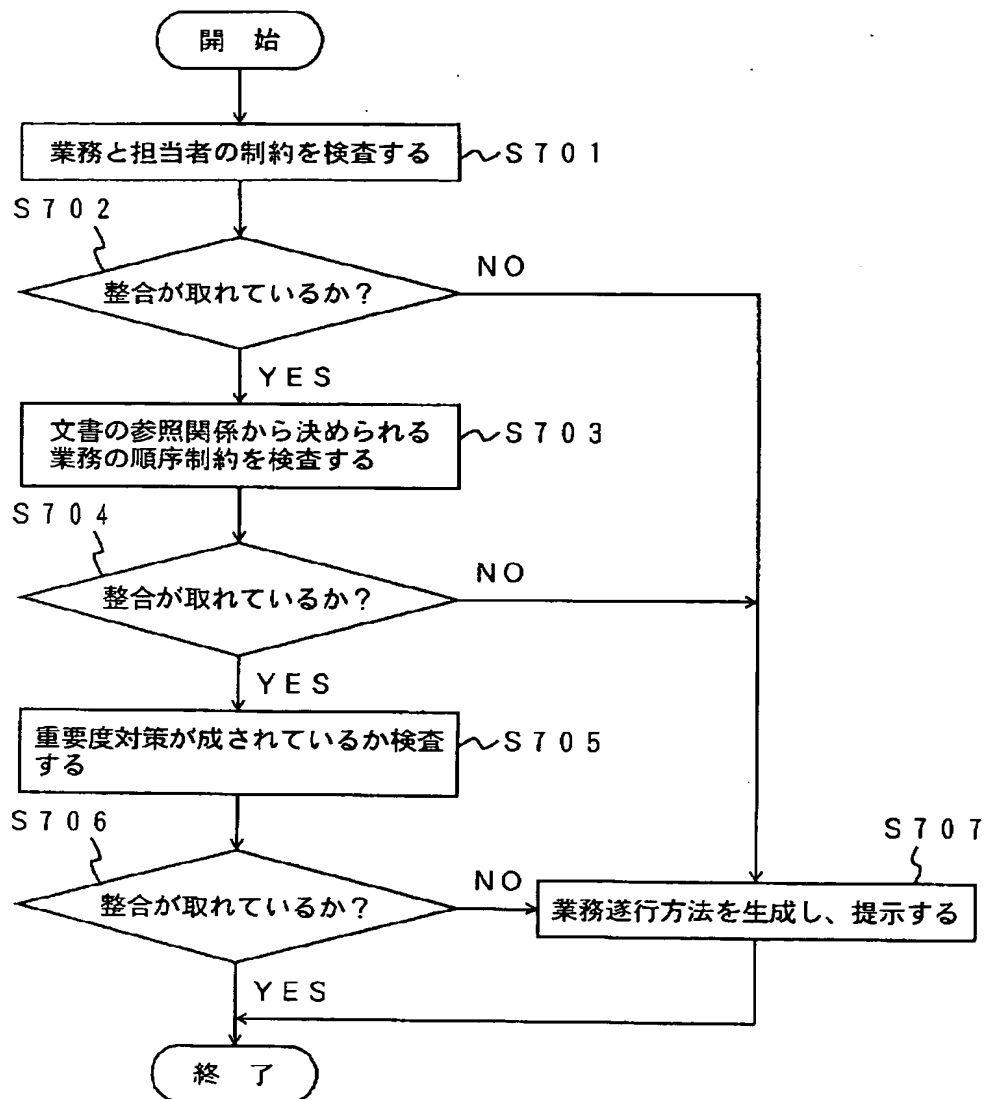 開 始
業務と担当者の制約を検査する
S701
S702
整合が取れているか？
NO
YES
文書の参照関係から決められる
業務の順序制約を検査する
S703
S704
整合が取れているか？
NO
YES
重要度対策が成されているか検査
する
S705
S706
整合が取れているか？
NO
S707
業務遂行方法を生成し、提示する
YES
終 了